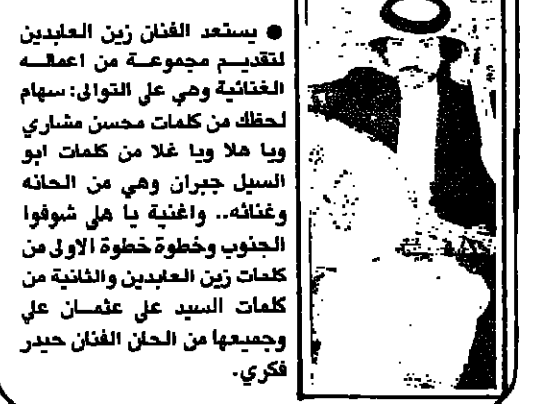 ● يستعد الفنان زين العابدين
لتقديم مجموعة من اعماله
الغنائية وهي على التوالى: سهام
لحظك من كلمات محسن مشاري
ويا هلا ويا غلا من كلمات ابو
السيل جبران وهي من الحانه
وغنائه.. واغنية يا هلي شوفوا
الجنوب وخطوة خطوة الاولى من
كلمات زين العابدين والثانية من
كلمات السيد علي عثمان علي
وجميعها من الحان الفنان حيدر
فكري.